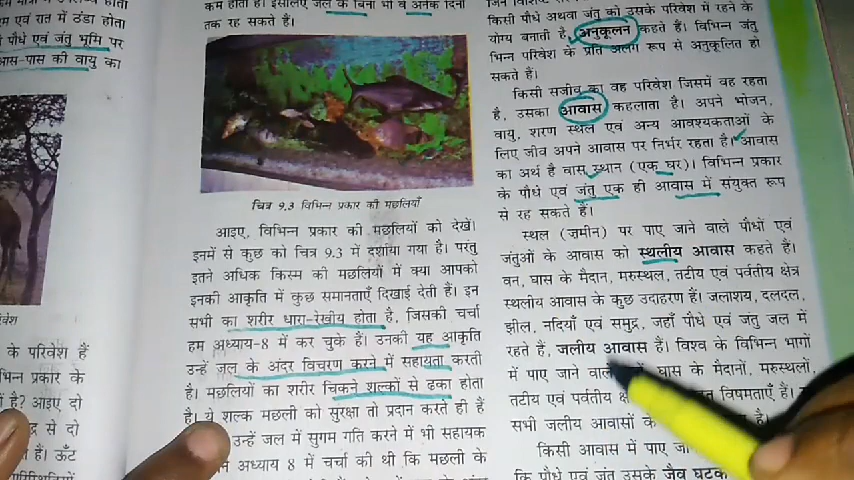 म एवं रात में ठंडा होता
पौधे एवं जंतु भूमि पर
आस-पास की वायु का
के परिवेश हैं
भिन्न प्रकार के
है? आइए दो
से दो
ऊँट
कम होता है। इसीलिए जल के बिना भी वे अनेक दिनों
तक रह सकते हैं।
चित्र 9.3 विभिन्न प्रकार की मछलियाँ
आइए, विभिन्न प्रकार की मछलियों को देखें।
इनमें से कुछ को चित्र 9.3 में दर्शाया गया है। परंतु
इतने अधिक किस्म की मछलियों में क्या आपको
इनकी आकृति में कुछ समानताएँ दिखाई देती हैं। इन
सभी का शरीर धारा-रेखीय होता है, जिसकी चर्चा
हम अध्याय-8 में कर चुके हैं। उनकी यह आकृति
उन्हें जल के अंदर विचरण करने में सहायता करती
है। मछलियों का शरीर चिकने शल्कों से ढका होता
है। ये शल्क मछली को सुरक्षा तो प्रदान करते ही हैं
उन्हें जल में सुगम गति करने में भी सहायक
अध्याय 8 में चर्चा की थी कि मछली के
किसी पौधे अथवा जंतु को उसके परिवेश में रहने के
योग्य बनाती है, अनुकूलन कहते हैं। विभिन्न जंतु
भिन्न परिवेश के प्रति अलग रूप से अनुकूलित हो
सकते हैं।
किसी सजीव का वह परिवेश जिसमें वह रहता
है, उसका आवास कहलाता है। अपने भोजन,
वायु, शरण स्थल एवं अन्य आवश्यकताओं के
लिए जीव अपने आवास पर निर्भर रहता है। आवास
का अर्थ है वास स्थान (एक घर)। विभिन्न प्रकार
के पौधे एवं जंतु एक ही आवास में संयुक्त रूप
से रह सकते हैं।
स्थल (ज़मीन) पर पाए जाने वाले पौधों एवं
जंतुओं के आवास को स्थलीय आवास कहते हैं।
वन, घास के मैदान, मरुस्थल, तटीय एवं पर्वतीय क्षेत्र
स्थलीय आवास के कुछ उदाहरण हैं। जलाशय, दलदल,
झील, नदियाँ एवं समुद्र, जहाँ पौधे एवं जंतु जल में
रहते हैं, जलीय आवास हैं। विश्व के विभिन्न भागों
में पाए जाने वाले घास के मैदानों, मरुस्थलों,
तटीय एवं पर्वतीय विषमताएँ हैं।
सभी जलीय आवासों के है।
किसी आवास में पाए
कि पौधे एवं जंतु उसके जैव घटक